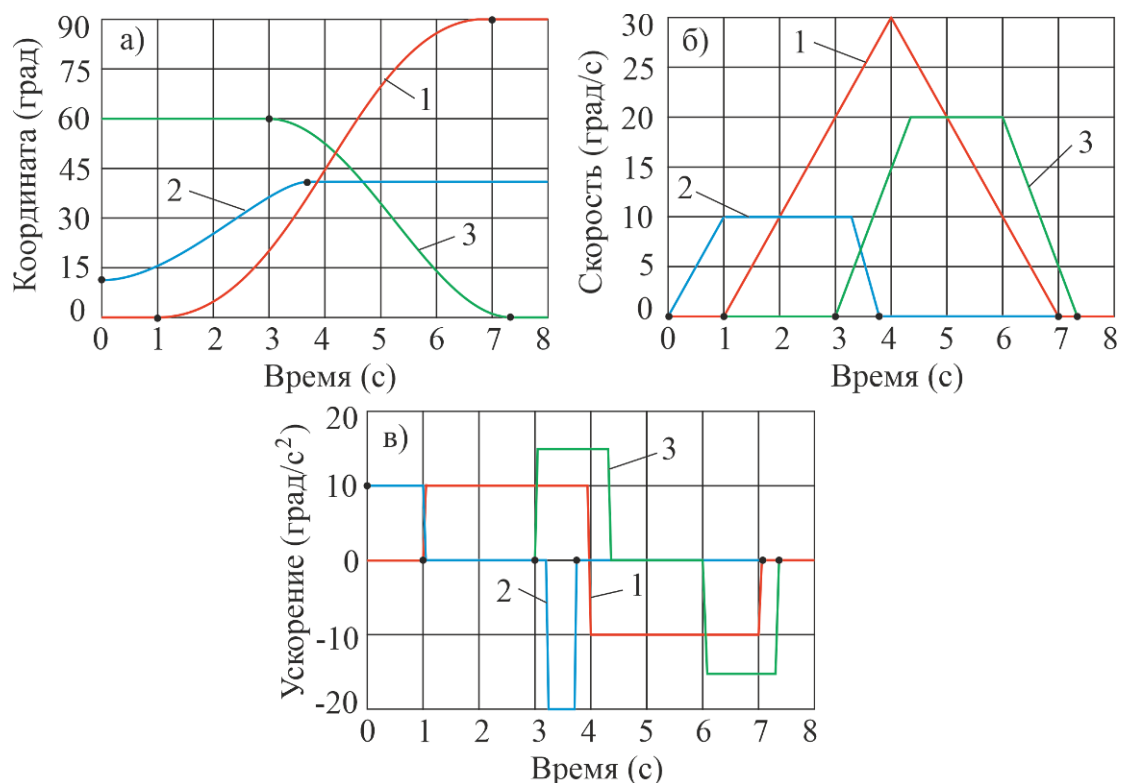 а)
Координата (град)
90
75
60
45
30
15
0
1
2
3
0 1 2 3 4 5 6 7 8
Время (с)
б)
Скорость (град/с)
30
25
20
15
10
5
0
1
2
3
0 1 2 3 4 5 6 7 8
Время (с)
в)
Ускорение (град/с²)
20
10
0
-10
-20
3
2
1
0 1 2 3 4 5 6 7 8
Время (с)